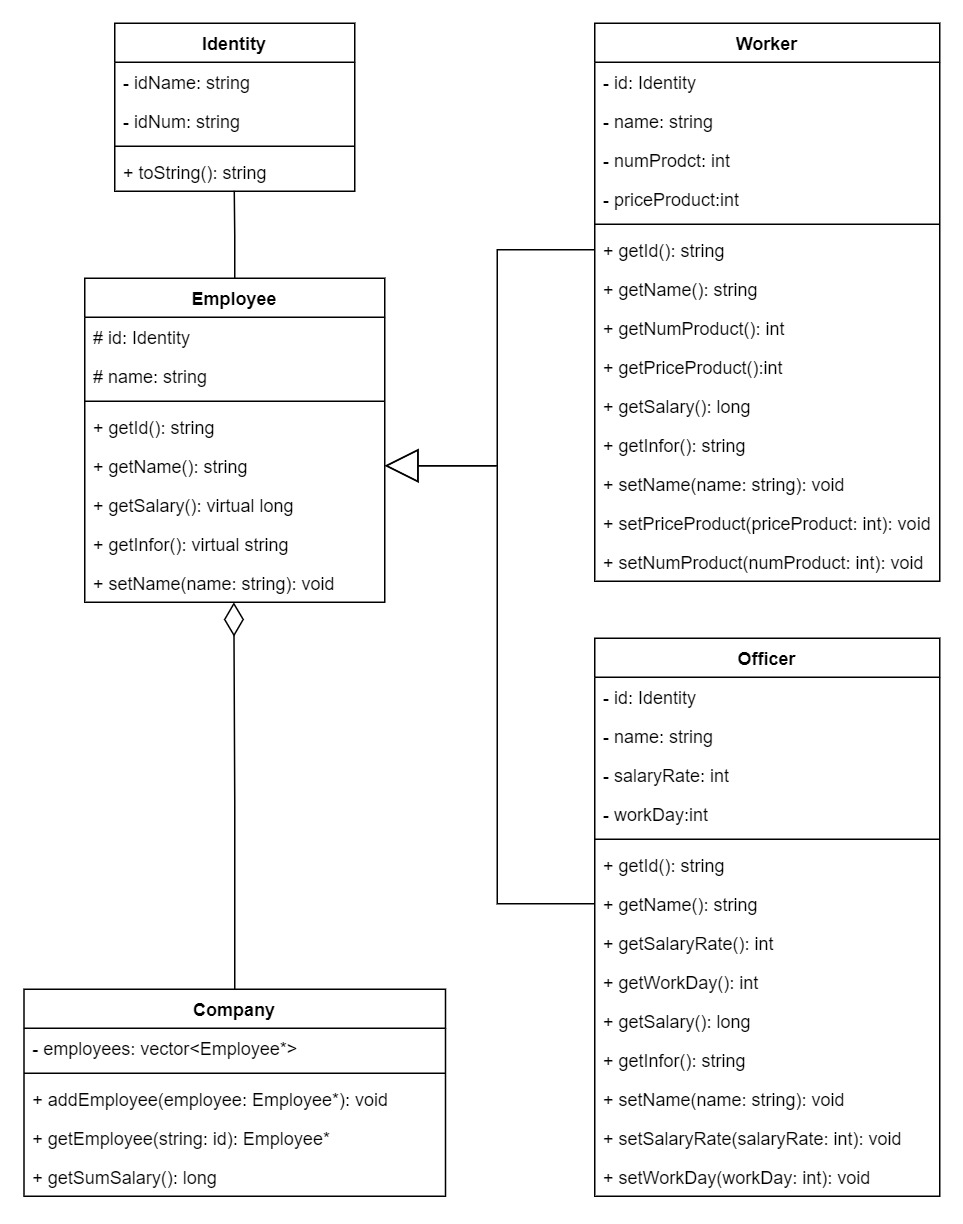 Identity
- idName: string
- idNum: string
+ toString(): string
Employee
# id: Identity
# name: string
+ getId(): string
+ getName(): string
+ getSalary(): virtual long
+ getInfor(): virtual string
+ setName(name: string): void
Company
- employees: vector<Employee*>
+ addEmployee(employee: Employee*): void
+ getEmployee(string: id): Employee*
+ getSumSalary(): long
Worker
- id: Identity
- name: string
- numProdct: int
- priceProduct:int
+ getId(): string
+ getName(): string
+ getNumProduct(): int
+ getPriceProduct():int
+ getSalary(): long
+ getInfor(): string
+ setName(name: string): void
+ setPriceProduct(priceProduct: int): void
+ setNumProduct(numProduct: int): void
Officer
- id: Identity
- name: string
- salaryRate: int
- workDay:int
+ getId(): string
+ getName(): string
+ getSalaryRate(): int
+ getWorkDay(): int
+ getSalary(): long
+ getInfor(): string
+ setName(name: string): void
+ setSalaryRate(salaryRate: int): void
+ setWorkDay(workDay: int): void